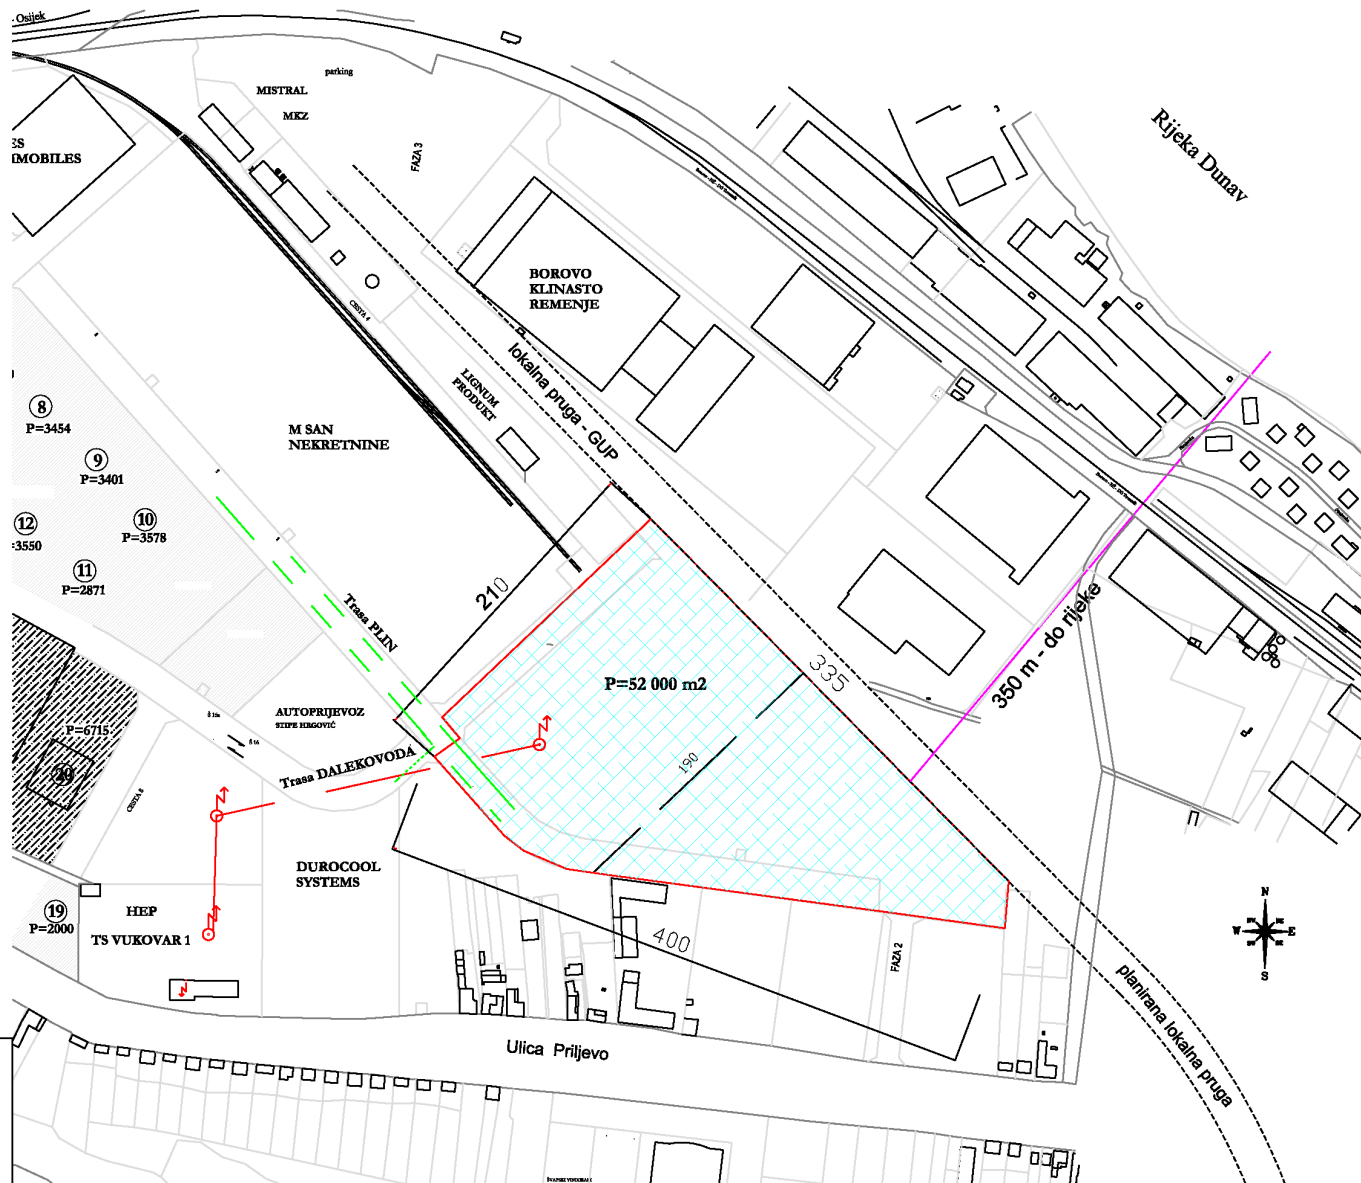 Osijek
parking
MISTRAL
MKZ
FAZA 3
Rijeka Dunav
ES
IMOBILES
BOROVO
KLINASTO
REMENJE
CESTA 4
lokalna pruga - GUP
LIGNUM
PRODUKT
M SAN
NEKRETNINE
8
P=3454
9
P=3401
10
P=3578
12
=3550
11
P=2871
210
Trasa PLIN
350 m - do rijeke
335
P=52 000 m2
190
AUTOPRIJEVOZ
STIPE HRGOVIĆ
P=6715
20
Trasa DALEKOVODA
DUROCOOL
SYSTEMS
19
P=2000
HEP
TS VUKOVAR 1
400
FAZA 2
N
W
E
S
planirana lokalna pruga
Ulica Priljevo